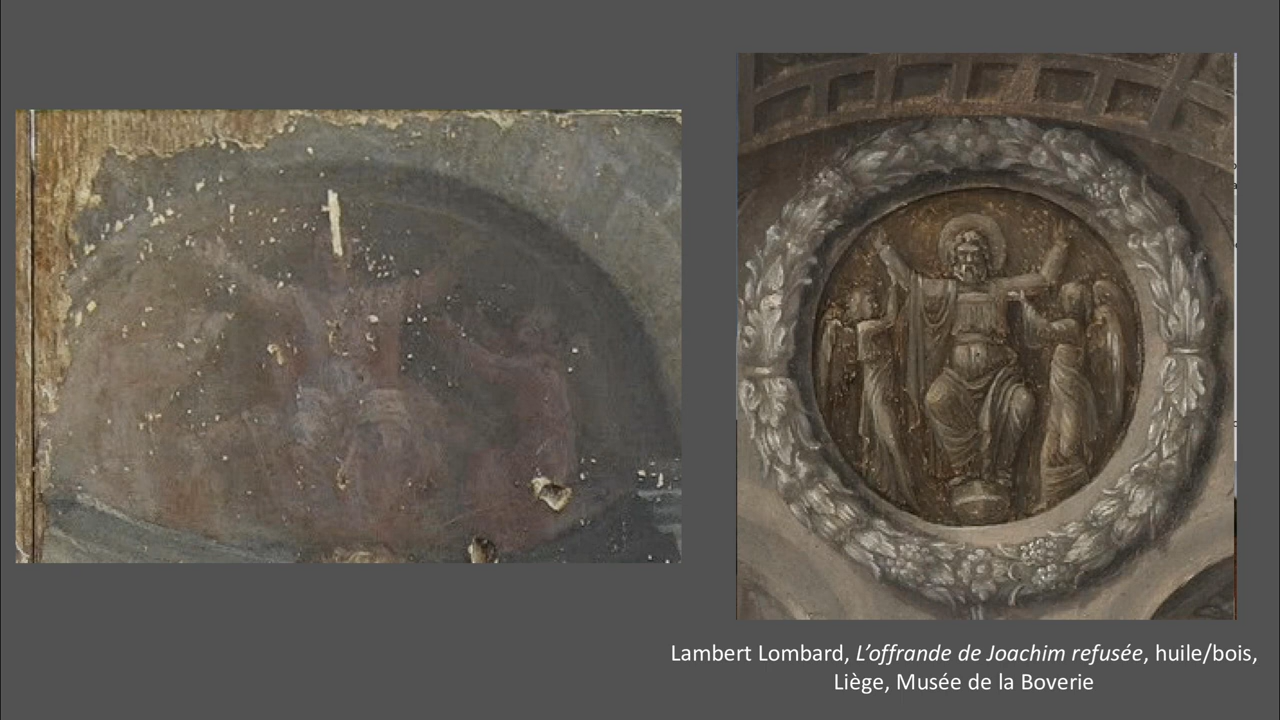 Lambert Lombard, L’offrande de Joachim refusée, huile/bois,
Liège, Musée de la Boverie